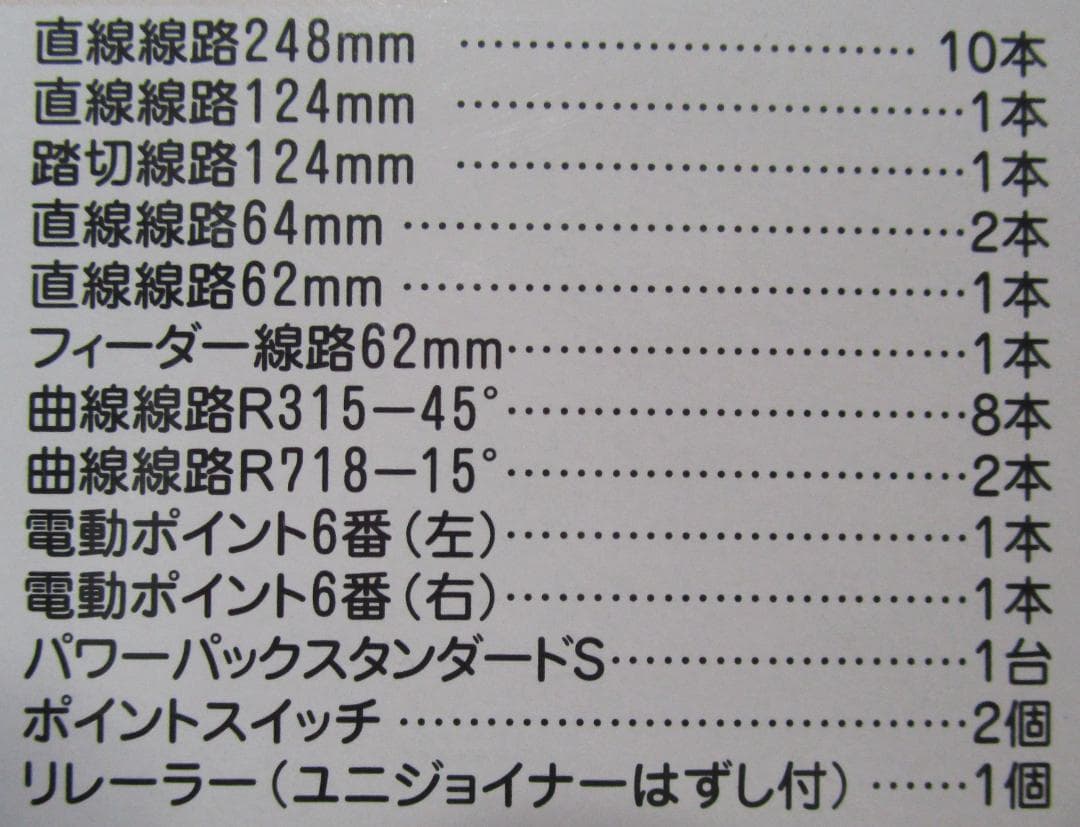 直線線路248mm ‥‥‥‥‥‥‥‥‥‥‥‥‥‥ 10本
直線線路124mm ‥‥‥‥‥‥‥‥‥‥‥‥‥‥‥1本
踏切線路124mm ‥‥‥‥‥‥‥‥‥‥‥‥‥‥‥1本
直線線路64mm ‥‥‥‥‥‥‥‥‥‥‥‥‥‥‥‥2本
直線線路62mm ‥‥‥‥‥‥‥‥‥‥‥‥‥‥‥‥1本
フィーダー線路62mm‥‥‥‥‥‥‥‥‥‥‥‥‥1本
曲線線路R315−45°‥‥‥‥‥‥‥‥‥‥‥‥‥8本
曲線線路R718−15°‥‥‥‥‥‥‥‥‥‥‥‥‥2本
電動ポイント6番(左)‥‥‥‥‥‥‥‥‥‥‥‥‥1本
電動ポイント6番(右)‥‥‥‥‥‥‥‥‥‥‥‥‥1本
パワーパックスタンダードS‥‥‥‥‥‥‥‥‥‥1台
ポイントスイッチ ‥‥‥‥‥‥‥‥‥‥‥‥‥‥‥‥2個
リレーラー(ユニジョイナーはずし付) ‥‥‥1個